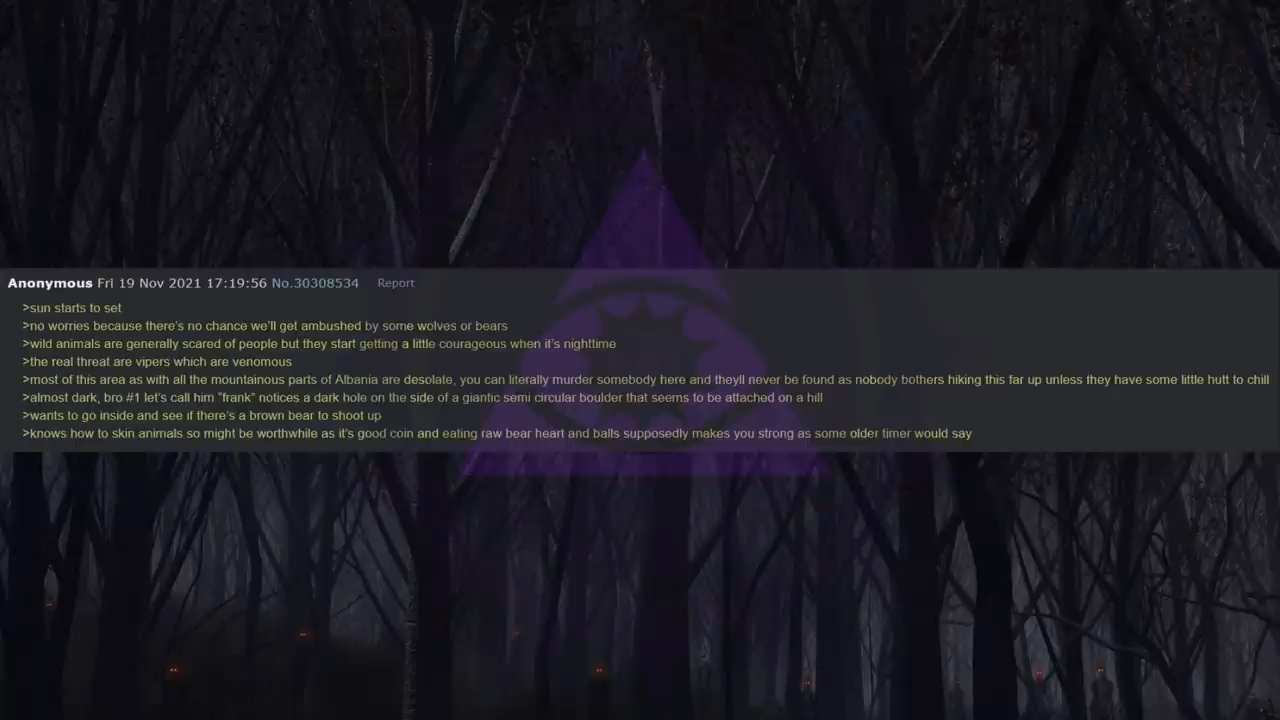 Anonymous Fri 19 Nov 2021 17:19:56 No.30308534 Report
>sun starts to set
>no worries because there's no chance we'll get ambushed by some wolves or bears
>wild animals are generally scared of people but they start getting a little courageous when it's nighttime
>the real threat are vipers which are venomous
>most of this area as with all the mountainous parts of Albania are desolate, you can literally murder somebody here and theyll never be found as nobody bothers hiking this far up unless they have some little hutt to chill
>almost dark, bro #1 let's call him "frank" notices a dark hole on the side of a giantic semi circular boulder that seems to be attached on a hill
>wants to go inside and see if there's a brown bear to shoot up
>knows how to skin animals so might be worthwhile as it's good coin and eating raw bear heart and balls supposedly makes you strong as some older timer would say